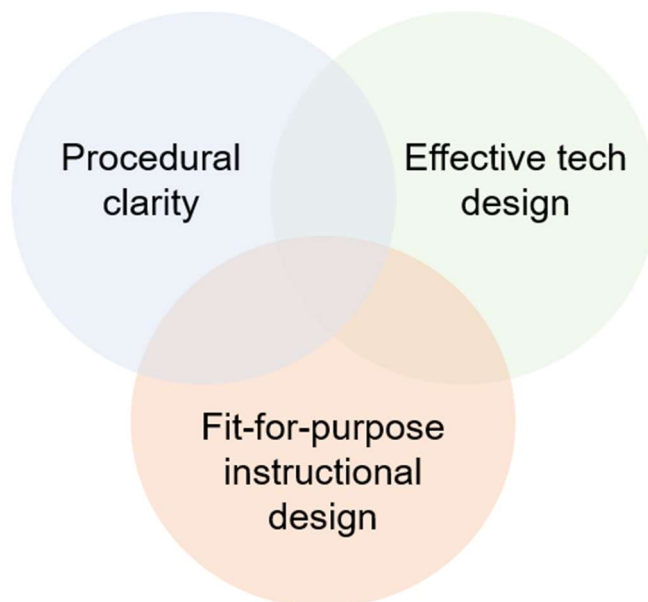 Procedural
clarity
Effective tech
design
Fit-for-purpose
instructional
design